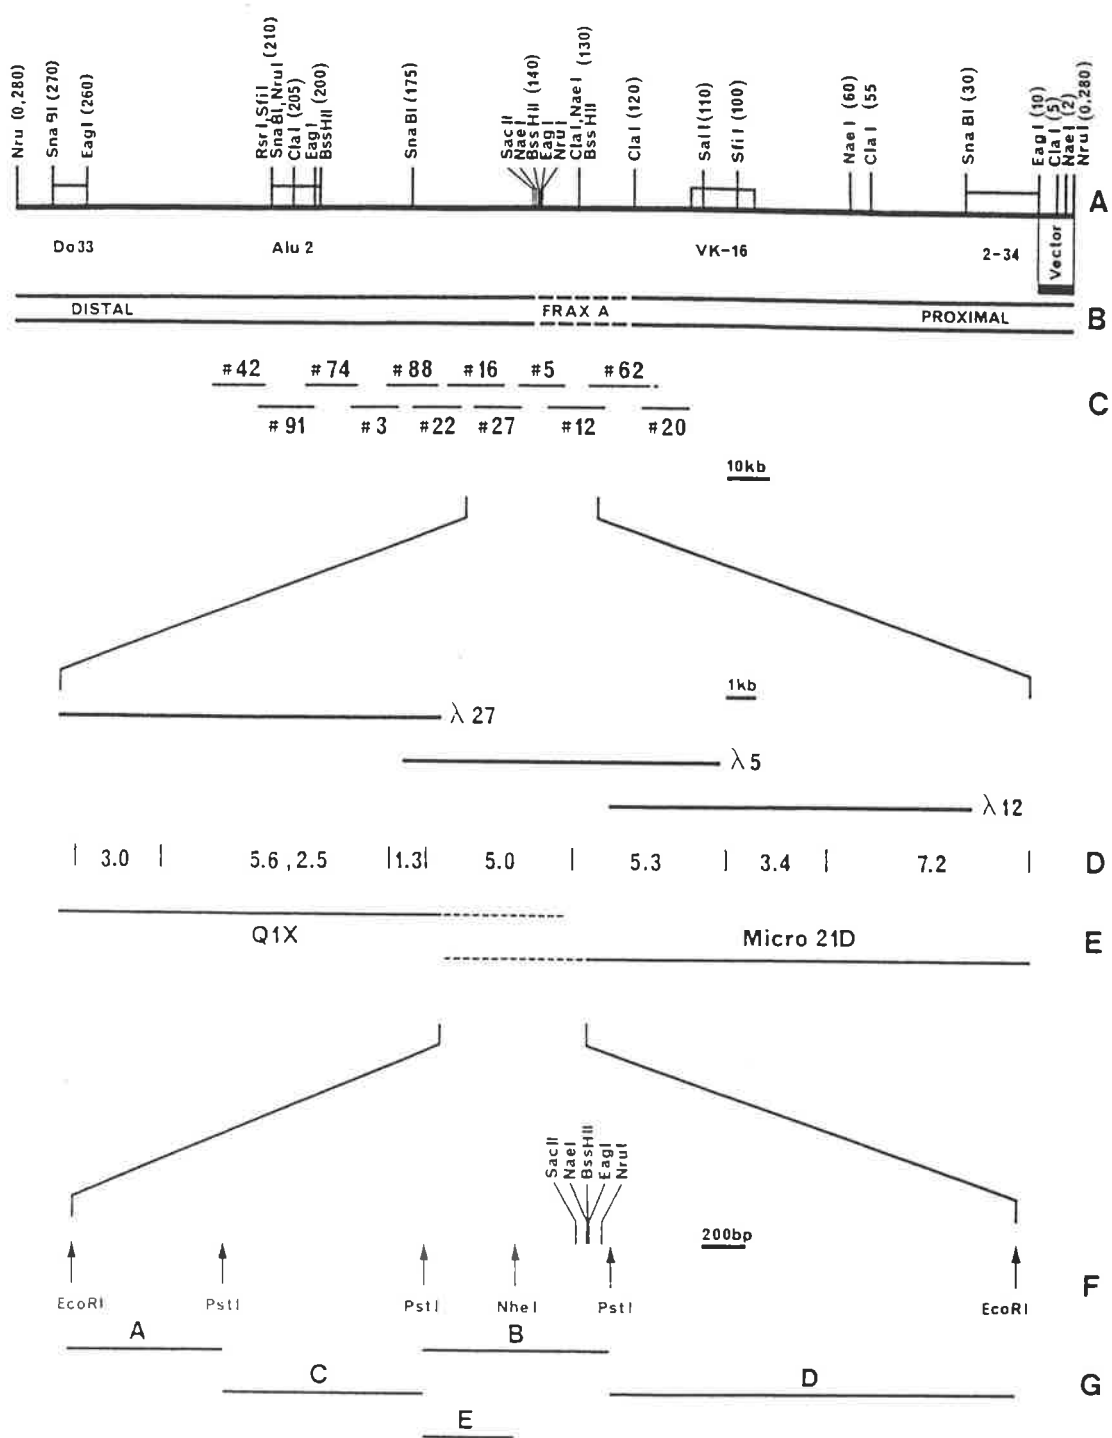 Nru I (0,280)
Sna BI (270)
EagI (260)
RsrI, SfiI
Sna BI, NruI (210)
ClaI (205)
EagI
BssHII (200)
SnaBI (175)
SacII
NaeI
BssHII (140)
EagI
NruI
ClaI, NaeI (130)
BssHII
ClaI (120)
SalI (110)
SfiI (100)
NaeI (60)
ClaI (55
Sna BI (30)
EagI (10)
ClaI (5)
NaeI (2)
NruI (0,280)
A
Do33
Alu 2
VK-16
2-34
Vector
B
DISTAL
FRAX A
PROXIMAL
C
#42
#74
#88
#16
#5
#62
#91
#3
#22
#27
#12
#20
10kb
1kb
λ 27
λ 5
λ 12
3.0
5.6 , 2.5
1.3
5.0
5.3
3.4
7.2
D
Q1X
Micro 21D
E
SacII
NaeI
BssHII
EagI
NruI
200bp
F
EcoRI
PstI
PstI
NheI
PstI
EcoRI
A
B
C
D
G
E